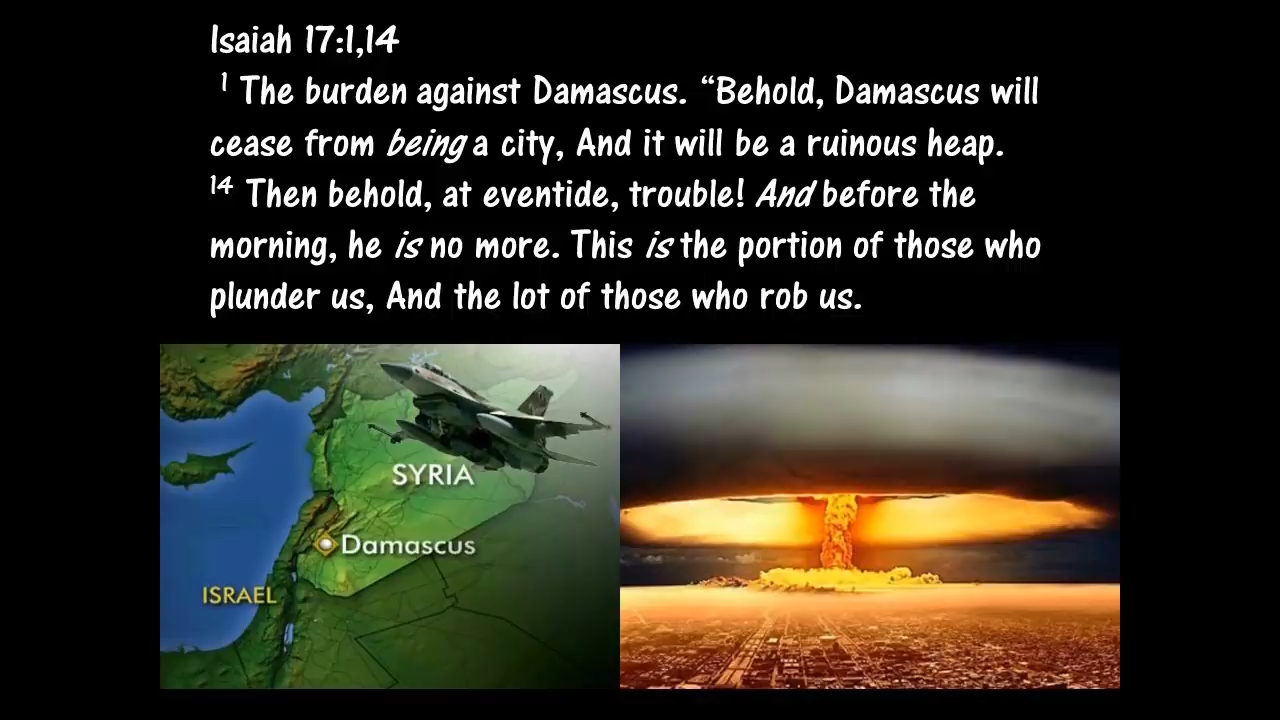 Isaiah 17:1,14
1 The burden against Damascus. “Behold, Damascus will
cease from being a city, And it will be a ruinous heap.
14 Then behold, at eventide, trouble! And before the
morning, he is no more. This is the portion of those who
plunder us, And the lot of those who rob us.
SYRIA
Damascus
ISRAEL